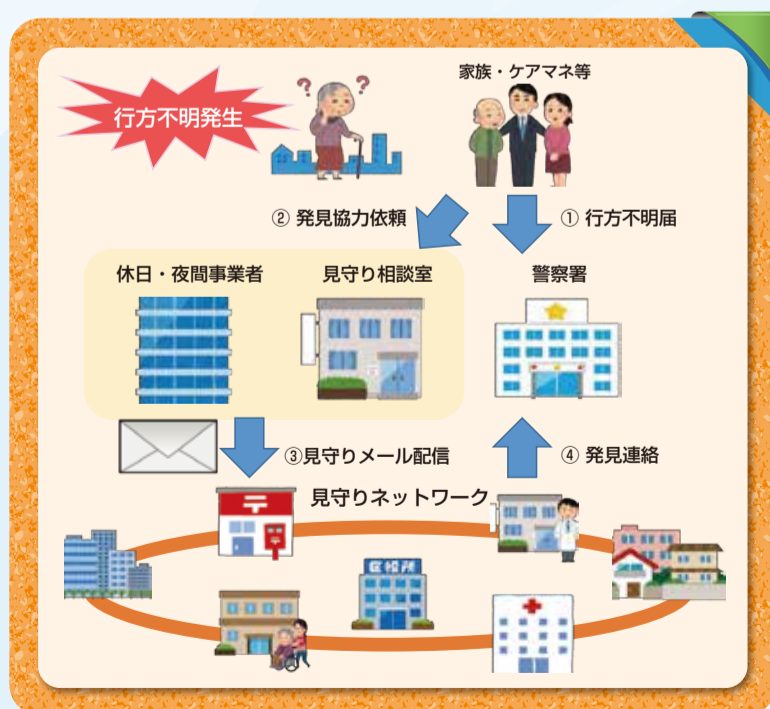 家族・ケアマネ等
行方不明発生
② 発見協力依頼
① 行方不明届
休日・夜間事業者
見守り相談室
警察署
③見守りメール配信
④ 発見連絡
見守りネットワーク
区役所